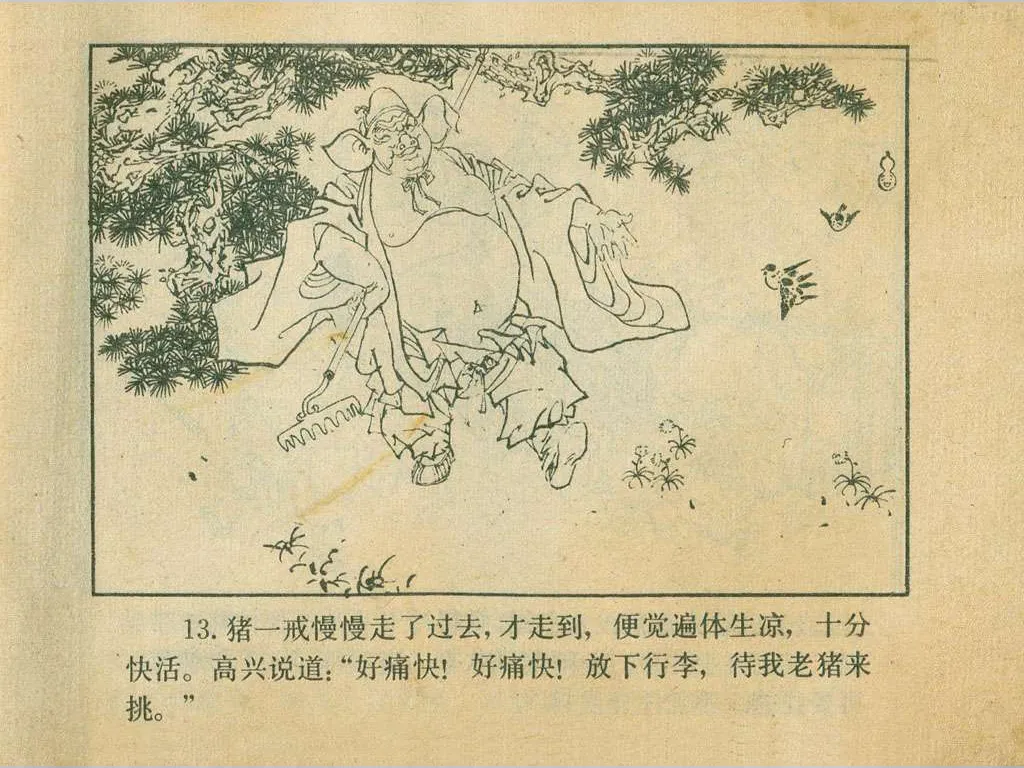 13. 猪一戒慢慢走了过去，才走到，便觉遍体生凉，十分
快活。高兴说道：“好痛快！好痛快！放下行李，待我老猪来
挑。”